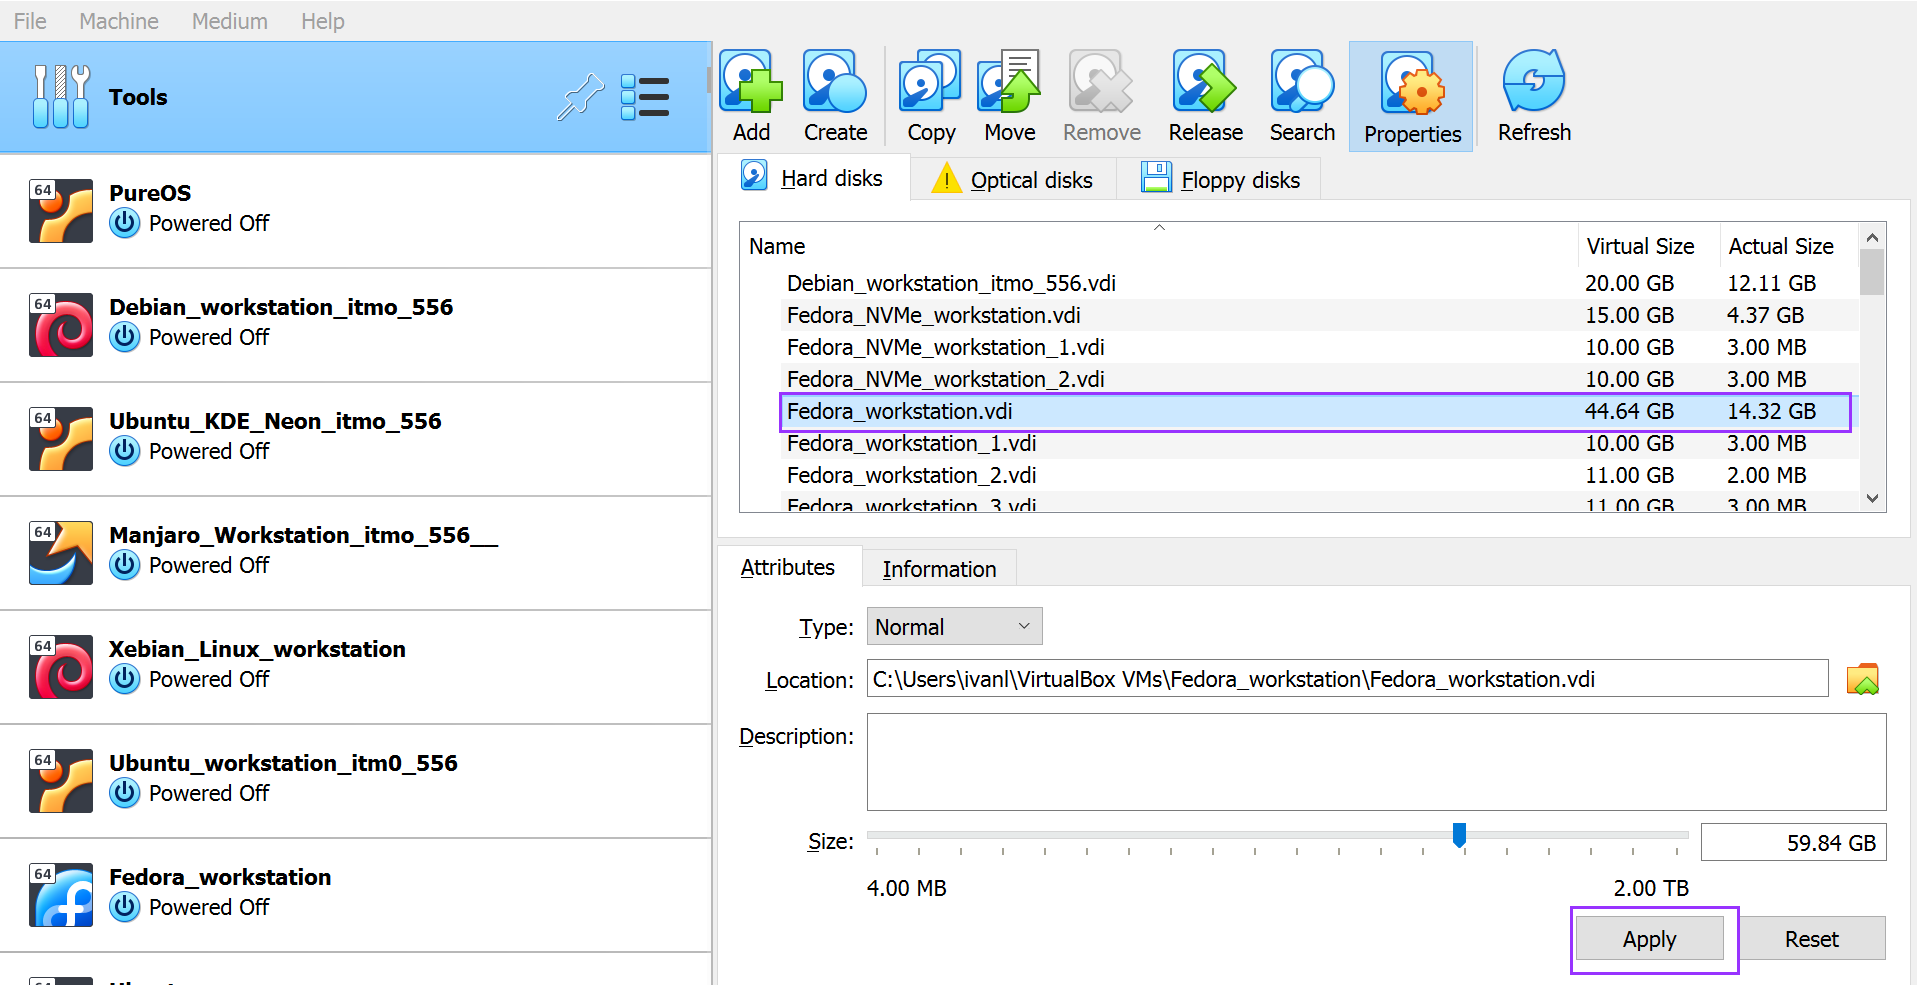 File Machine Medium Help
Tools
Add Create Copy Move Remove Release Search Properties Refresh
Hard disks Optical disks Floppy disks
Name Virtual Size Actual Size
Debian_workstation_itmo_556.vdi 20.00 GB 12.11 GB
Fedora_NVMe_workstation.vdi 15.00 GB 4.37 GB
Fedora_NVMe_workstation_1.vdi 10.00 GB 3.00 MB
Fedora_NVMe_workstation_2.vdi 10.00 GB 3.00 MB
Fedora_workstation.vdi 44.64 GB 14.32 GB
Fedora_workstation_1.vdi 10.00 GB 3.00 MB
Fedora_workstation_2.vdi 11.00 GB 2.00 MB
Fedora_workstation_3.vdi 11.00 GB 3.00 MB
64 PureOS
Powered Off
64 Debian_workstation_itmo_556
Powered Off
64 Ubuntu_KDE_Neon_itmo_556
Powered Off
64 Manjaro_Workstation_itmo_556__
Powered Off
64 Xebian_Linux_workstation
Powered Off
64 Ubuntu_workstation_itm0_556
Powered Off
64 Fedora_workstation
Powered Off
Attributes Information
Type: Normal
Location: C:\Users\ivanl\VirtualBox VMs\Fedora_workstation\Fedora_workstation.vdi
Description:
Size: 59.84 GB
4.00 MB 2.00 TB
Apply Reset